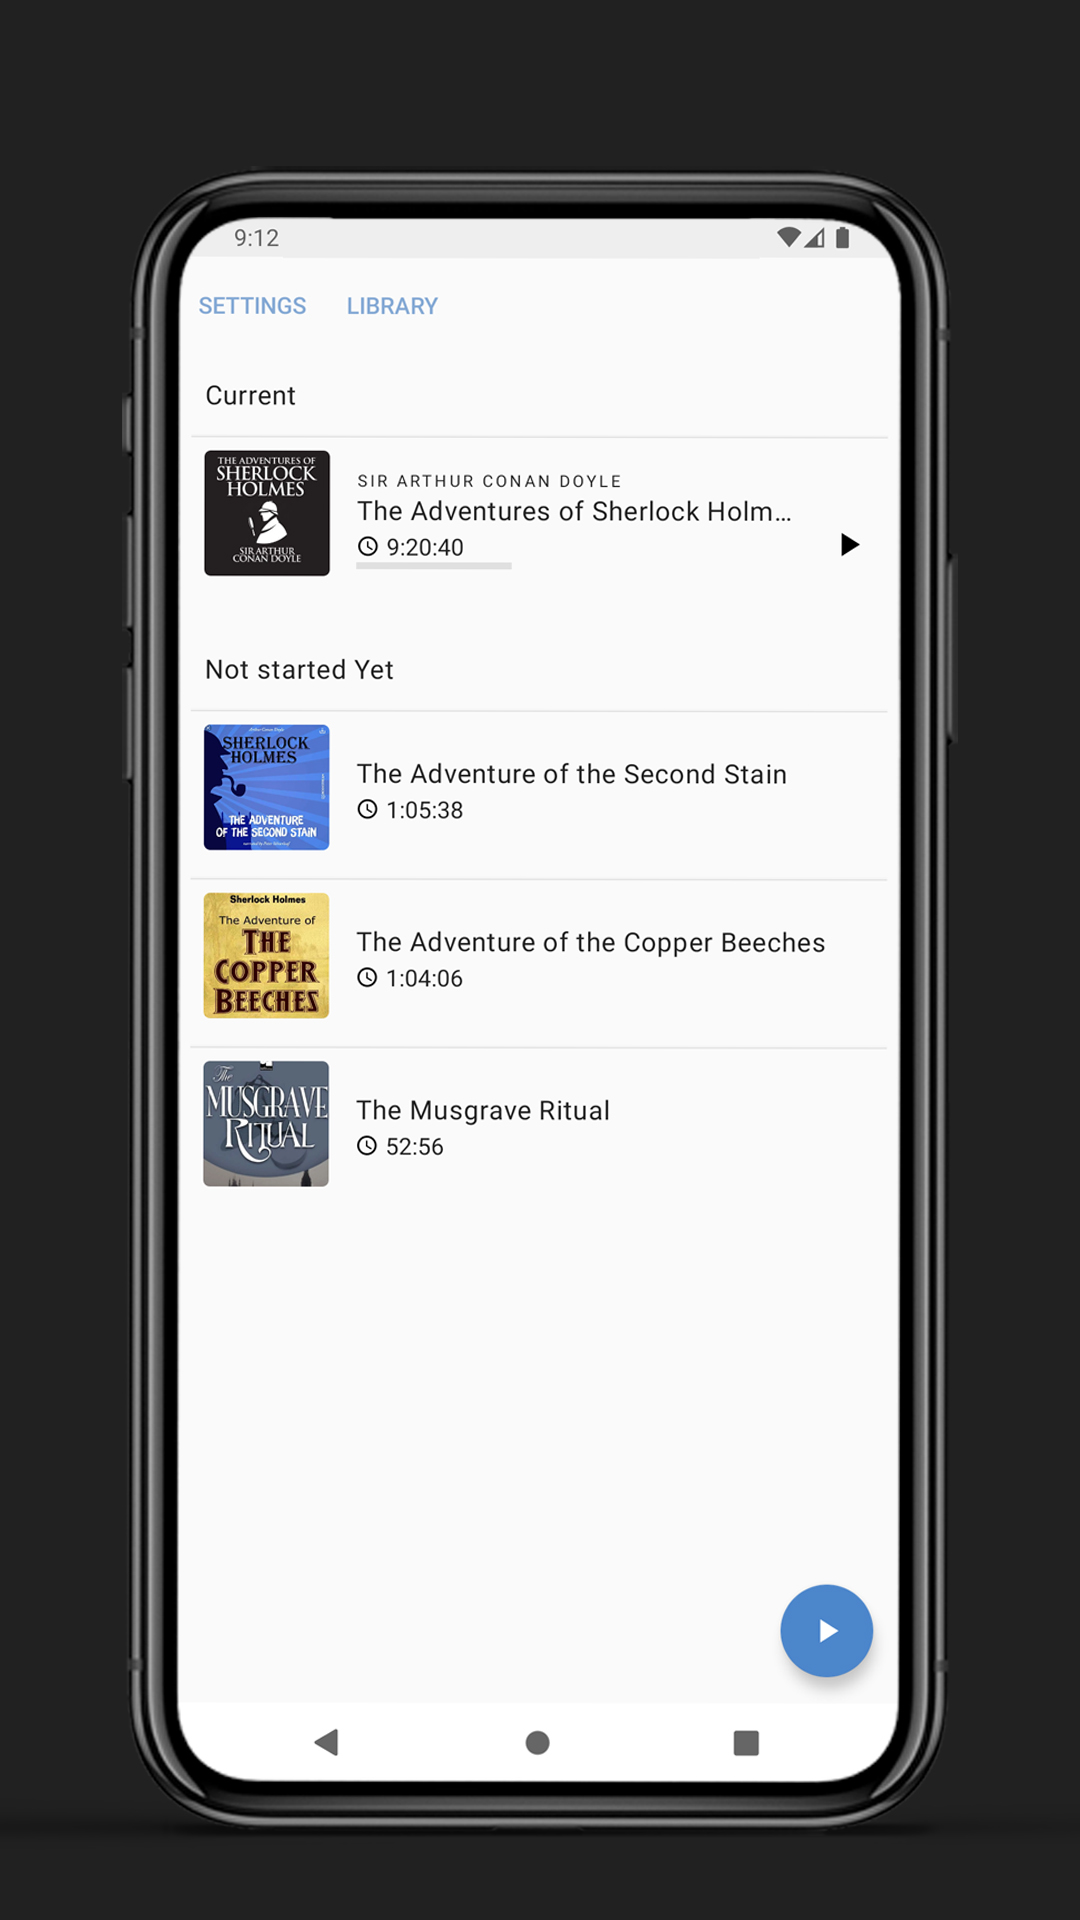 9:12
SETTINGS LIBRARY
Current
THE ADVENTURES OF
SHERLOCK
HOLMES
SIR ARTHUR
CONAN DOYLE
SIR ARTHUR CONAN DOYLE
The Adventures of Sherlock Holm...
9:20:40
Not started Yet
SHERLOCK
HOLMES
THE ADVENTURE
OF THE SECOND STAIN
The Adventure of the Second Stain
1:05:38
Sherlock Holmes
The Adventure of
THE
COPPER
BEECHES
The Adventure of the Copper Beeches
1:04:06
The
MUSGRAVE
RITUAL
The Musgrave Ritual
52:56